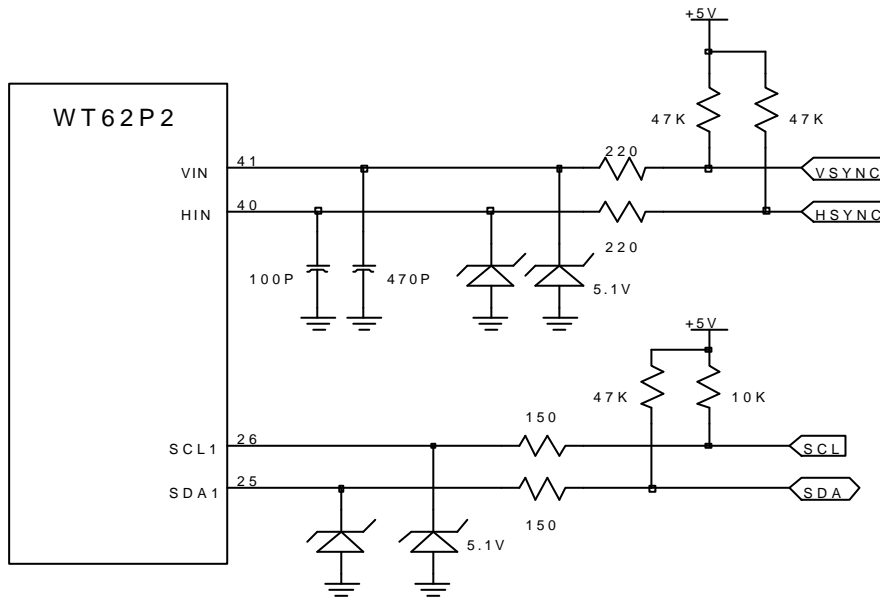 +5V
WT62P2
47K
47K
41
220
VIN
VSYNC
40
HIN
HSYNC
220
100P
470P
5.1V
+5V
47K
10K
150
26
SCL1
SCL
25
SDA1
SDA
150
5.1V